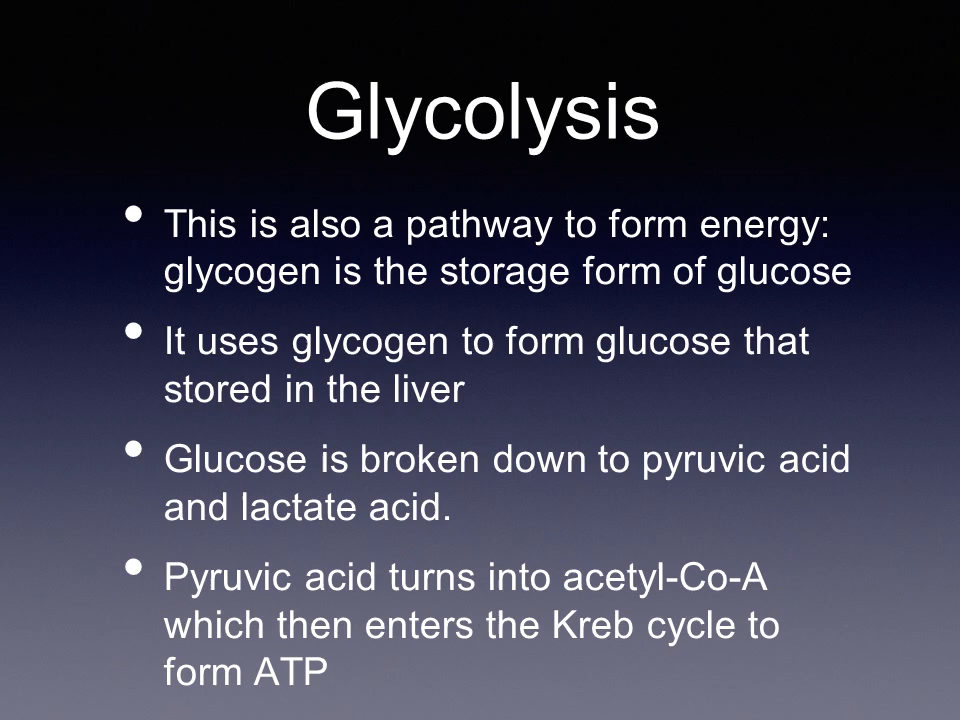 Glycolysis
• This is also a pathway to form energy:
glycogen is the storage form of glucose
• It uses glycogen to form glucose that
stored in the liver
• Glucose is broken down to pyruvic acid
and lactate acid.
• Pyruvic acid turns into acetyl-Co-A
which then enters the Kreb cycle to
form ATP